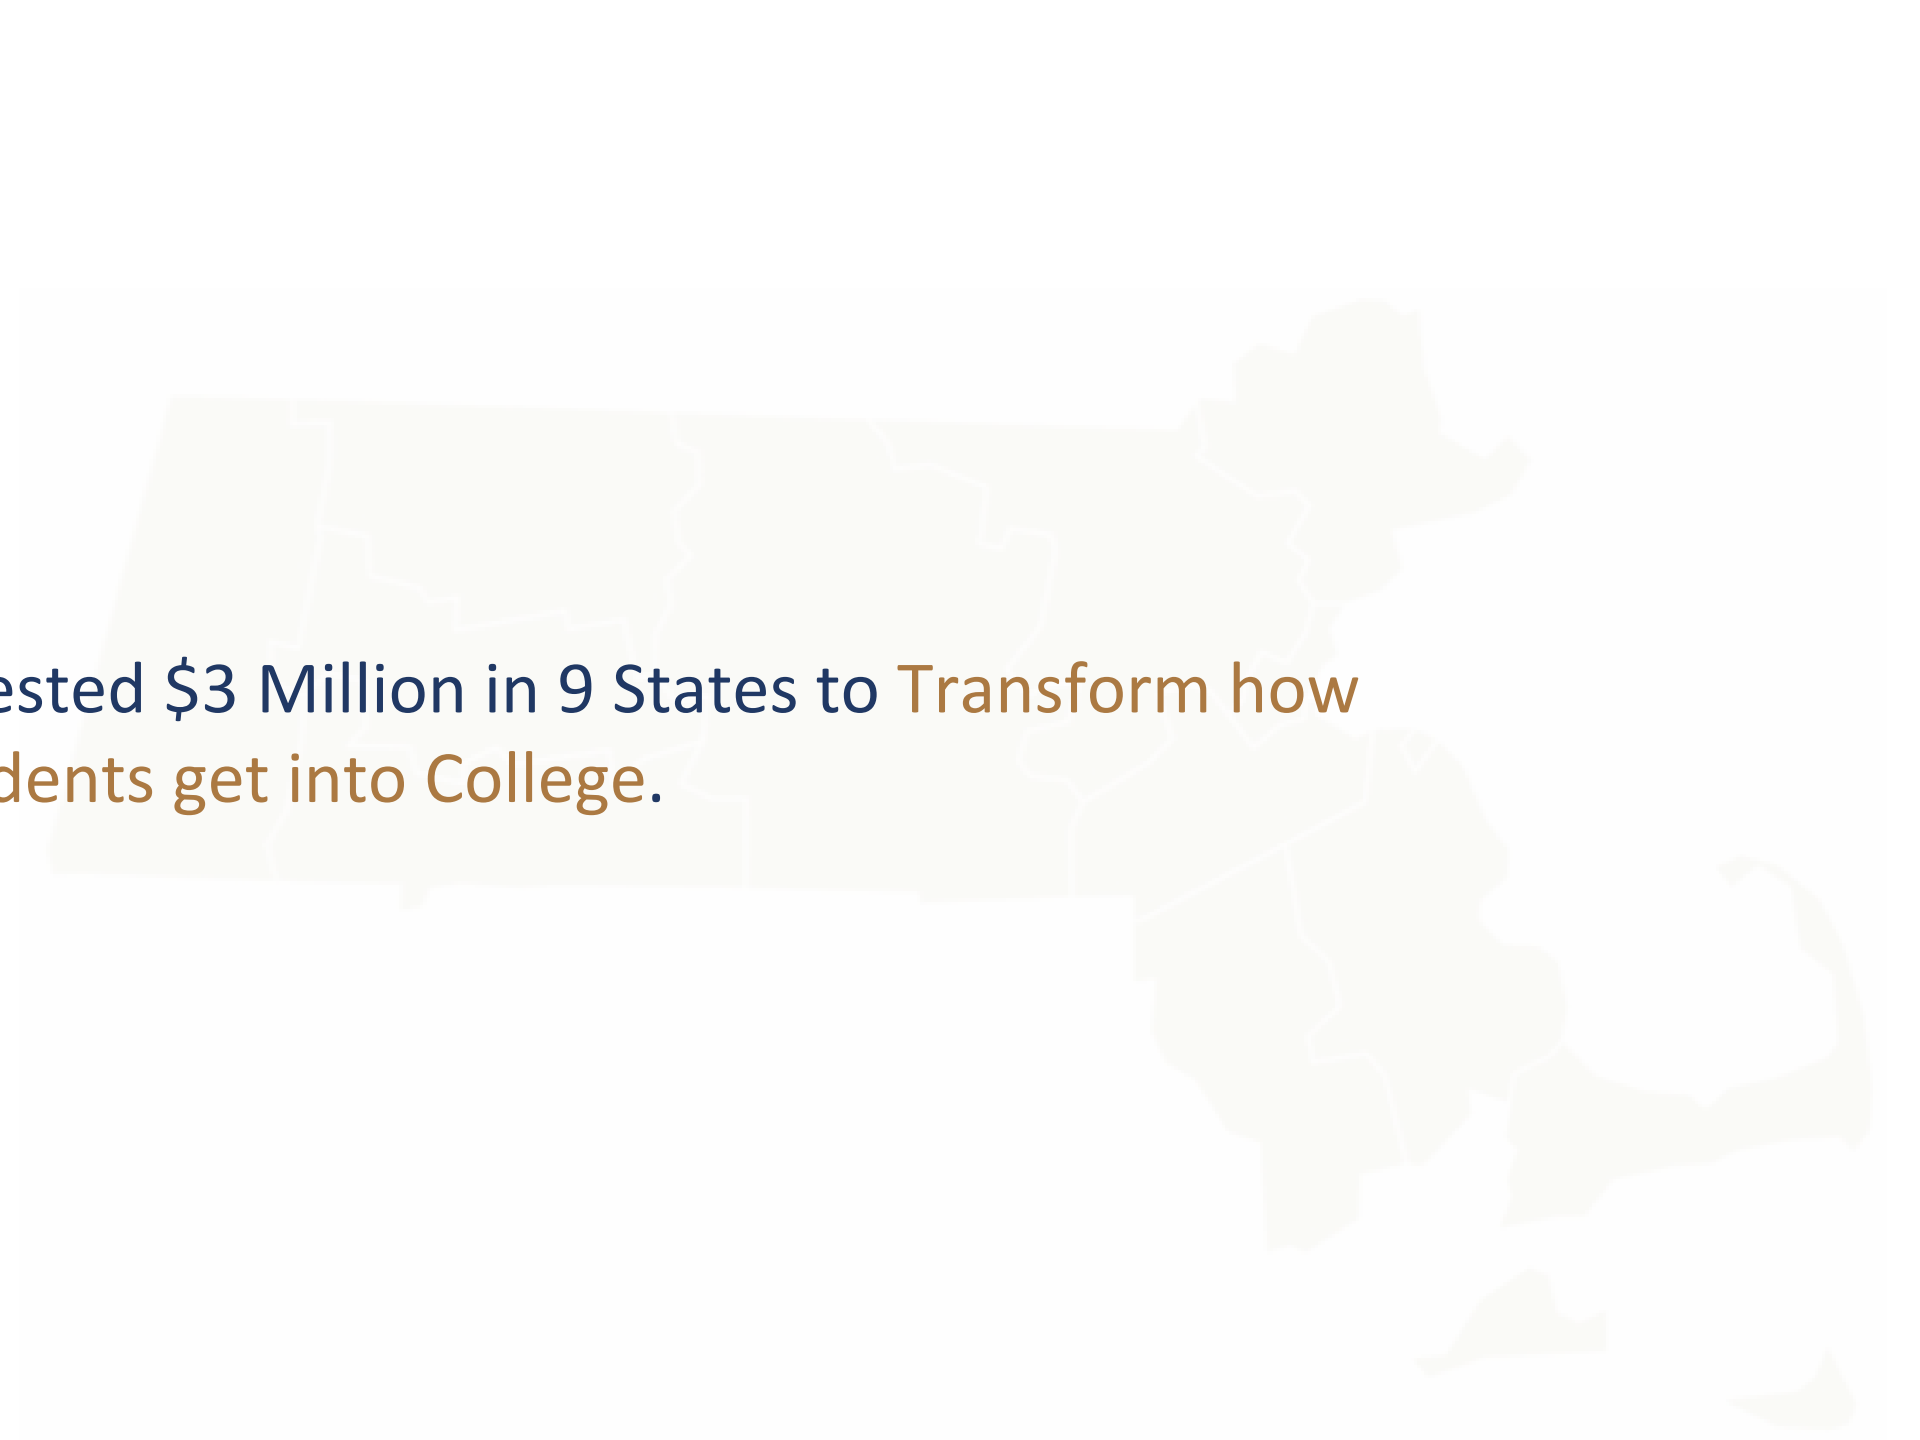 ested $3 Million in 9 States to Transform how
dents get into College.